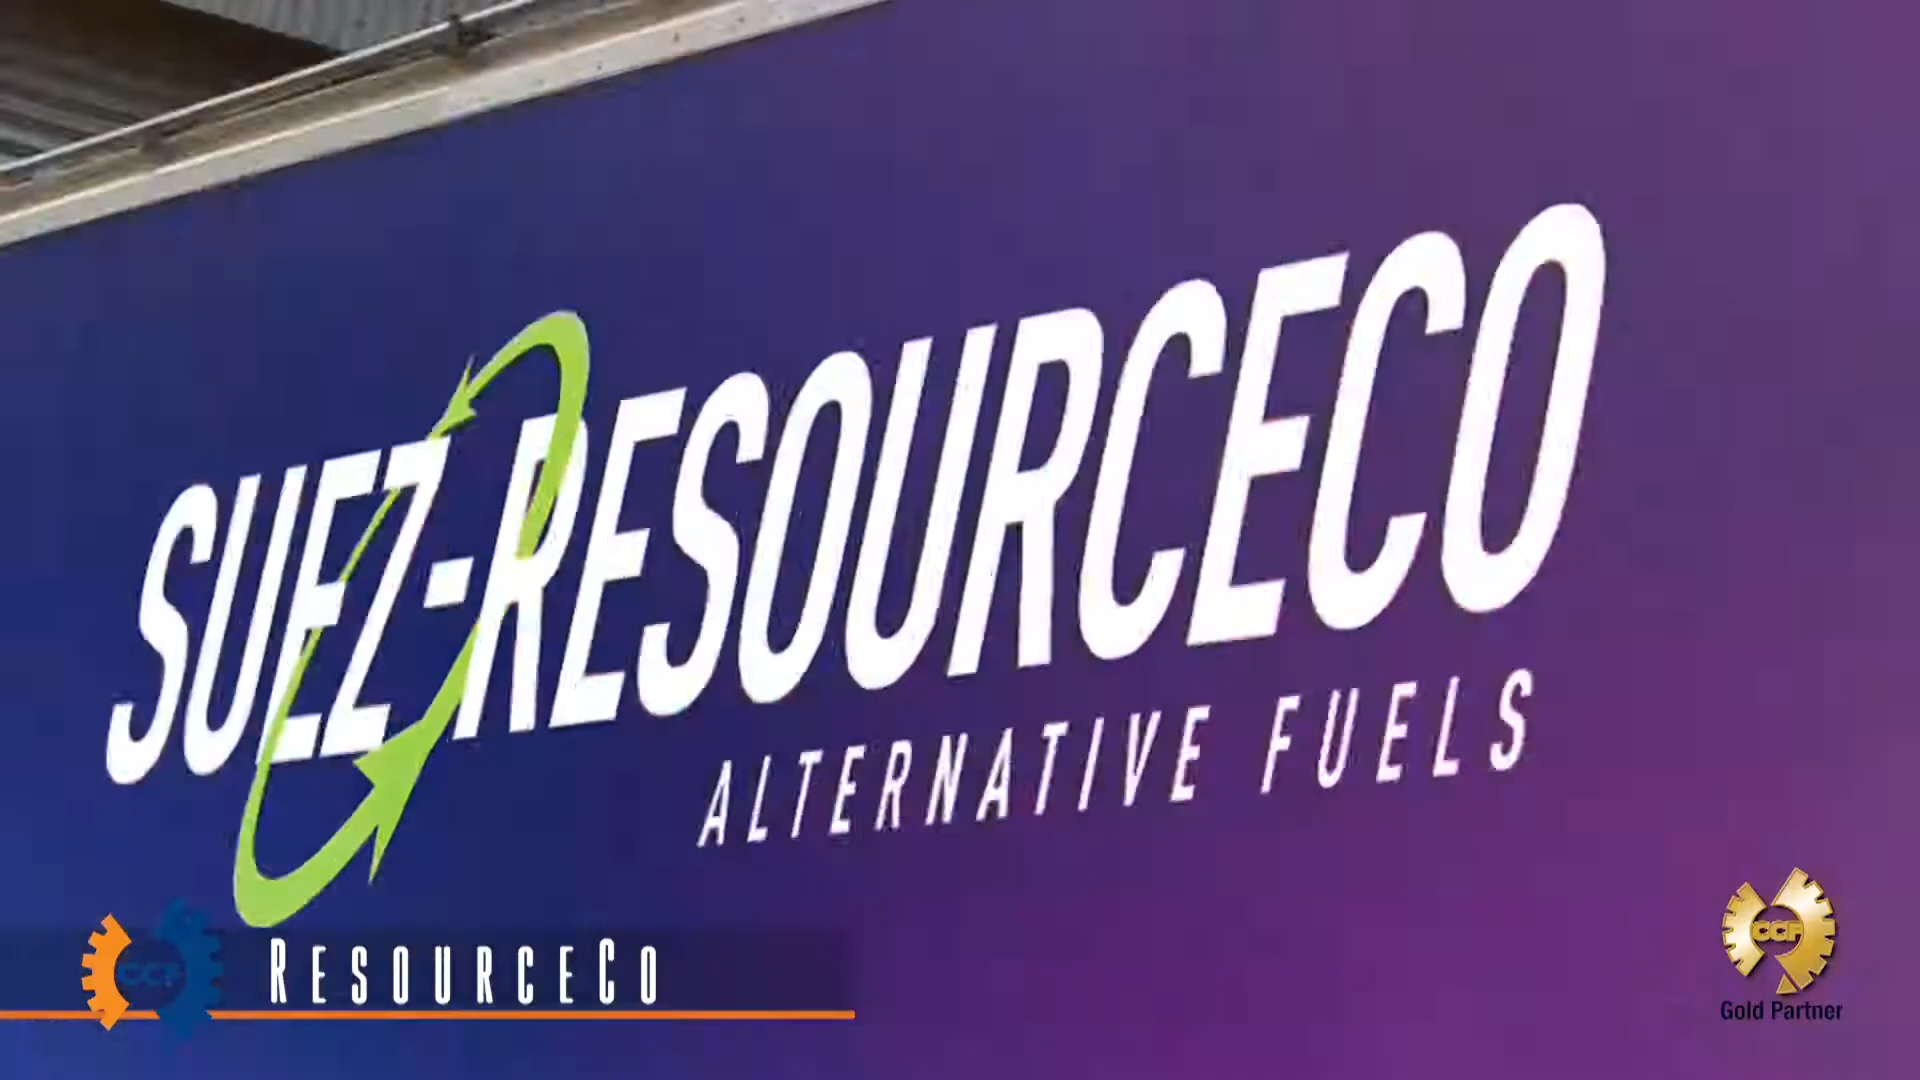 SUEZ-RESOURCECO
ALTERNATIVE FUELS
CCF
RESOURCECO
CCF
Gold Partner